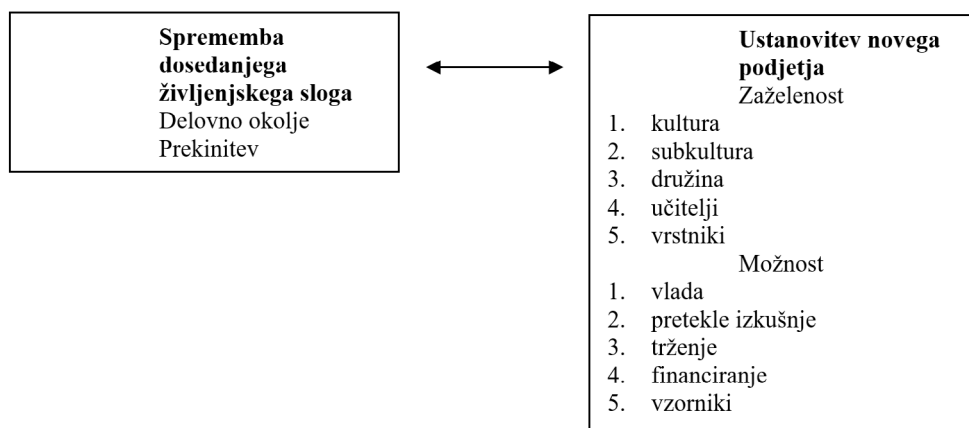 Sprememba
dosedanjega
življenjskega sloga
Delovno okolje
Prekinitev
Ustanovitev novega
podjetja
Zaželenost
1. kultura
2. subkultura
3. družina
4. učitelji
5. vrstniki
Možnost
1. vlada
2. pretekle izkušnje
3. trženje
4. financiranje
5. vzorniki